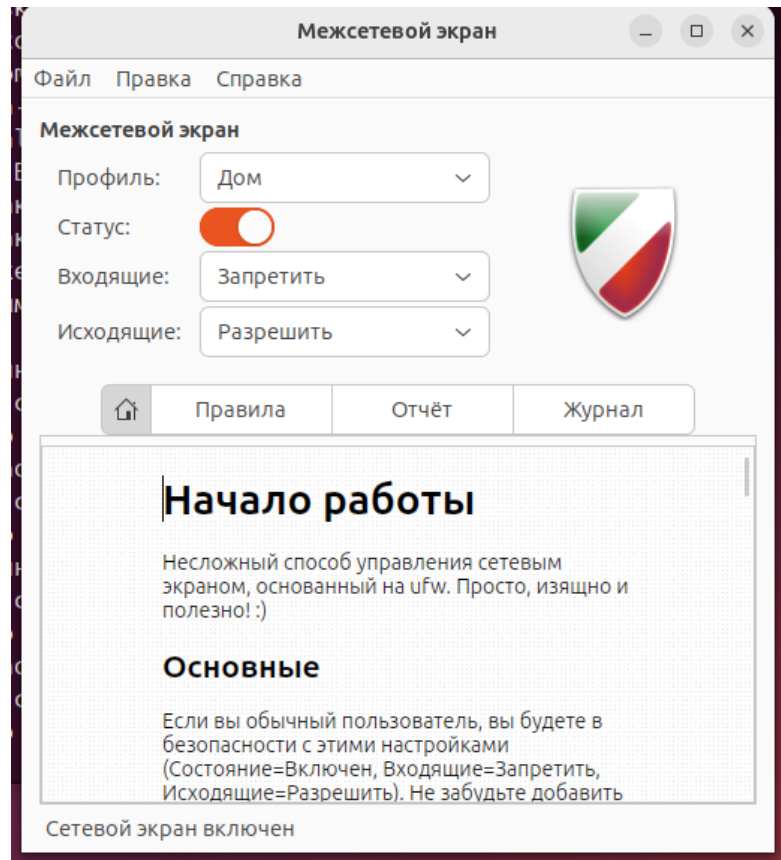 Межсетевой экран
Файл Правка Справка
Межсетевой экран
Профиль: Дом
Статус:
Входящие: Запретить
Исходящие: Разрешить
Правила Отчёт Журнал
Начало работы
Несложный способ управления сетевым
экраном, основанный на ufw. Просто, изящно и
полезно! :)
Основные
Если вы обычный пользователь, вы будете в
безопасности с этими настройками
(Состояние=Включен, Входящие=Запретить,
Исходящие=Разрешить). Не забудьте добавить
Сетевой экран включен